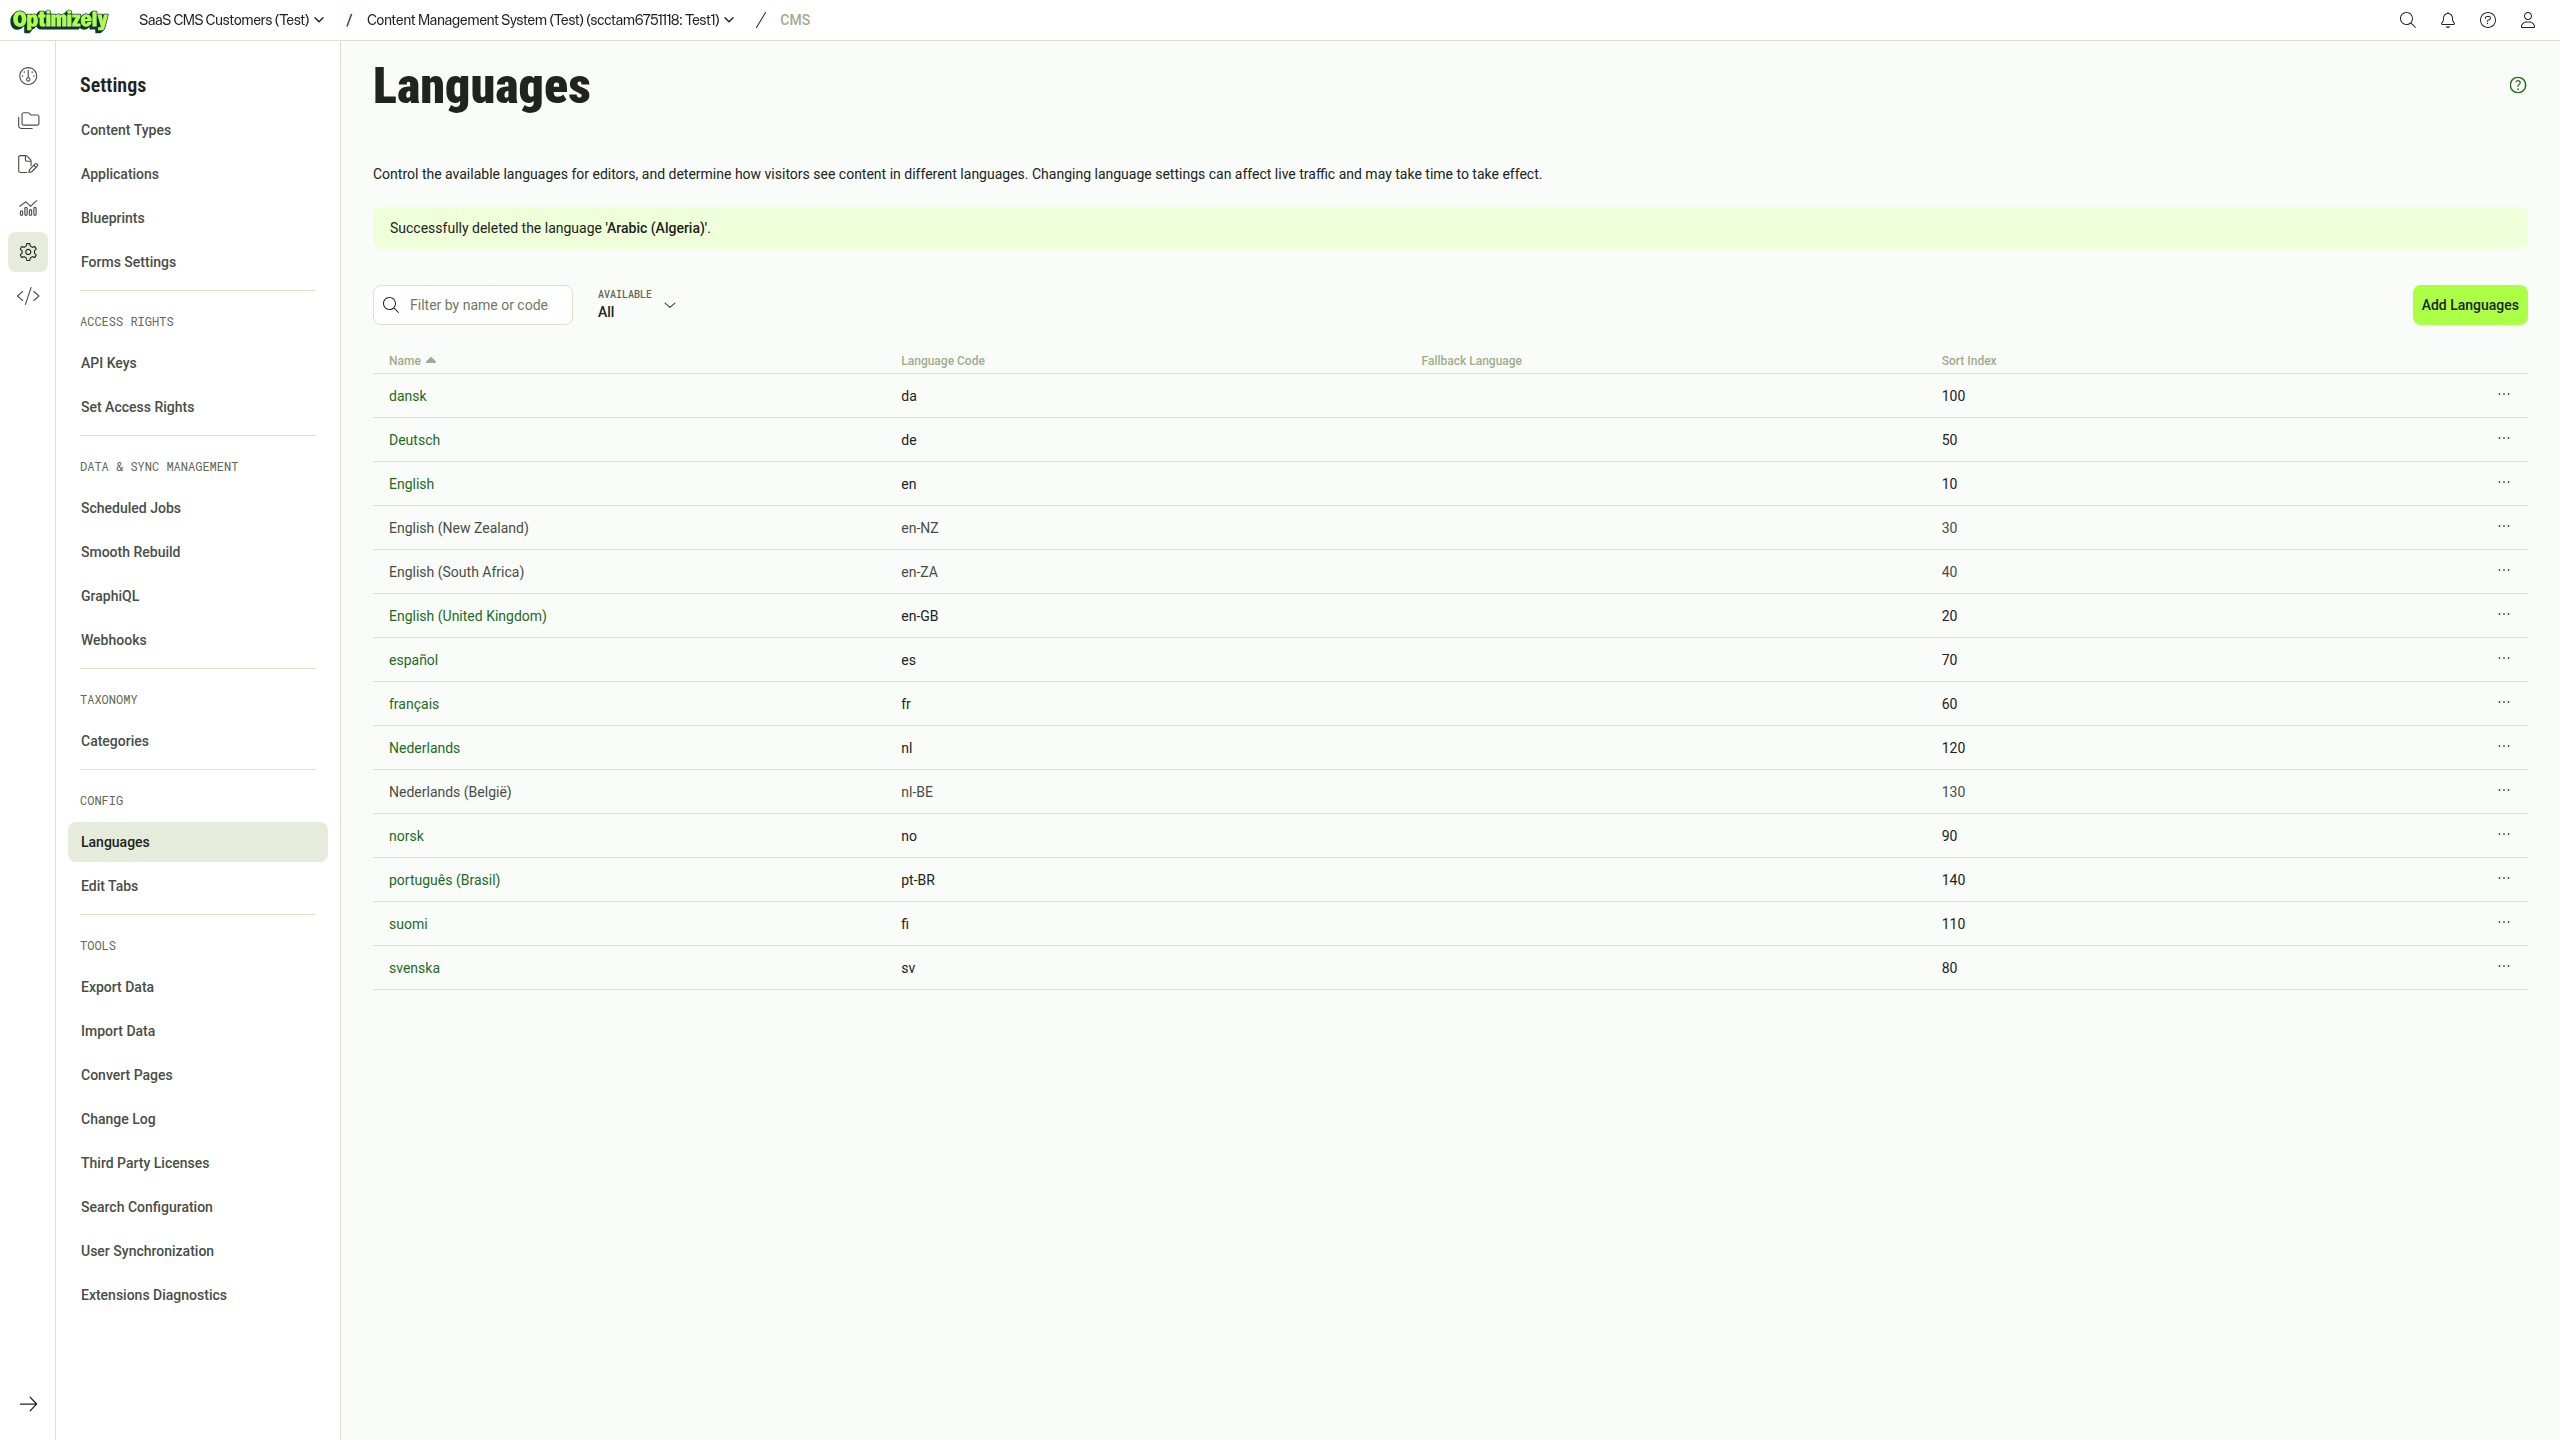 Optimizely SaaS CMS Customers (Test) / Content Management System (Test) (scctam6751118: Test1) / CMS
Settings
Content Types
Applications
Blueprints
Forms Settings
ACCESS RIGHTS
API Keys
Set Access Rights
DATA & SYNC MANAGEMENT
Scheduled Jobs
Smooth Rebuild
GraphiQL
Webhooks
TAXONOMY
Categories
CONFIG
Languages
Edit Tabs
TOOLS
Export Data
Import Data
Convert Pages
Change Log
Third Party Licenses
Search Configuration
User Synchronization
Extensions Diagnostics
Languages
Control the available languages for editors, and determine how visitors see content in different languages. Changing language settings can affect live traffic and may take time to take effect.
Successfully deleted the language 'Arabic (Algeria)'.
Filter by name or code
AVAILABLE
All
Add Languages
Name Language Code Fallback Language Sort Index
dansk da 100
Deutsch de 50
English en 10
English (New Zealand) en-NZ 30
English (South Africa) en-ZA 40
English (United Kingdom) en-GB 20
español es 70
français fr 60
Nederlands nl 120
Nederlands (België) nl-BE 130
norsk no 90
português (Brasil) pt-BR 140
suomi fi 110
svenska sv 80